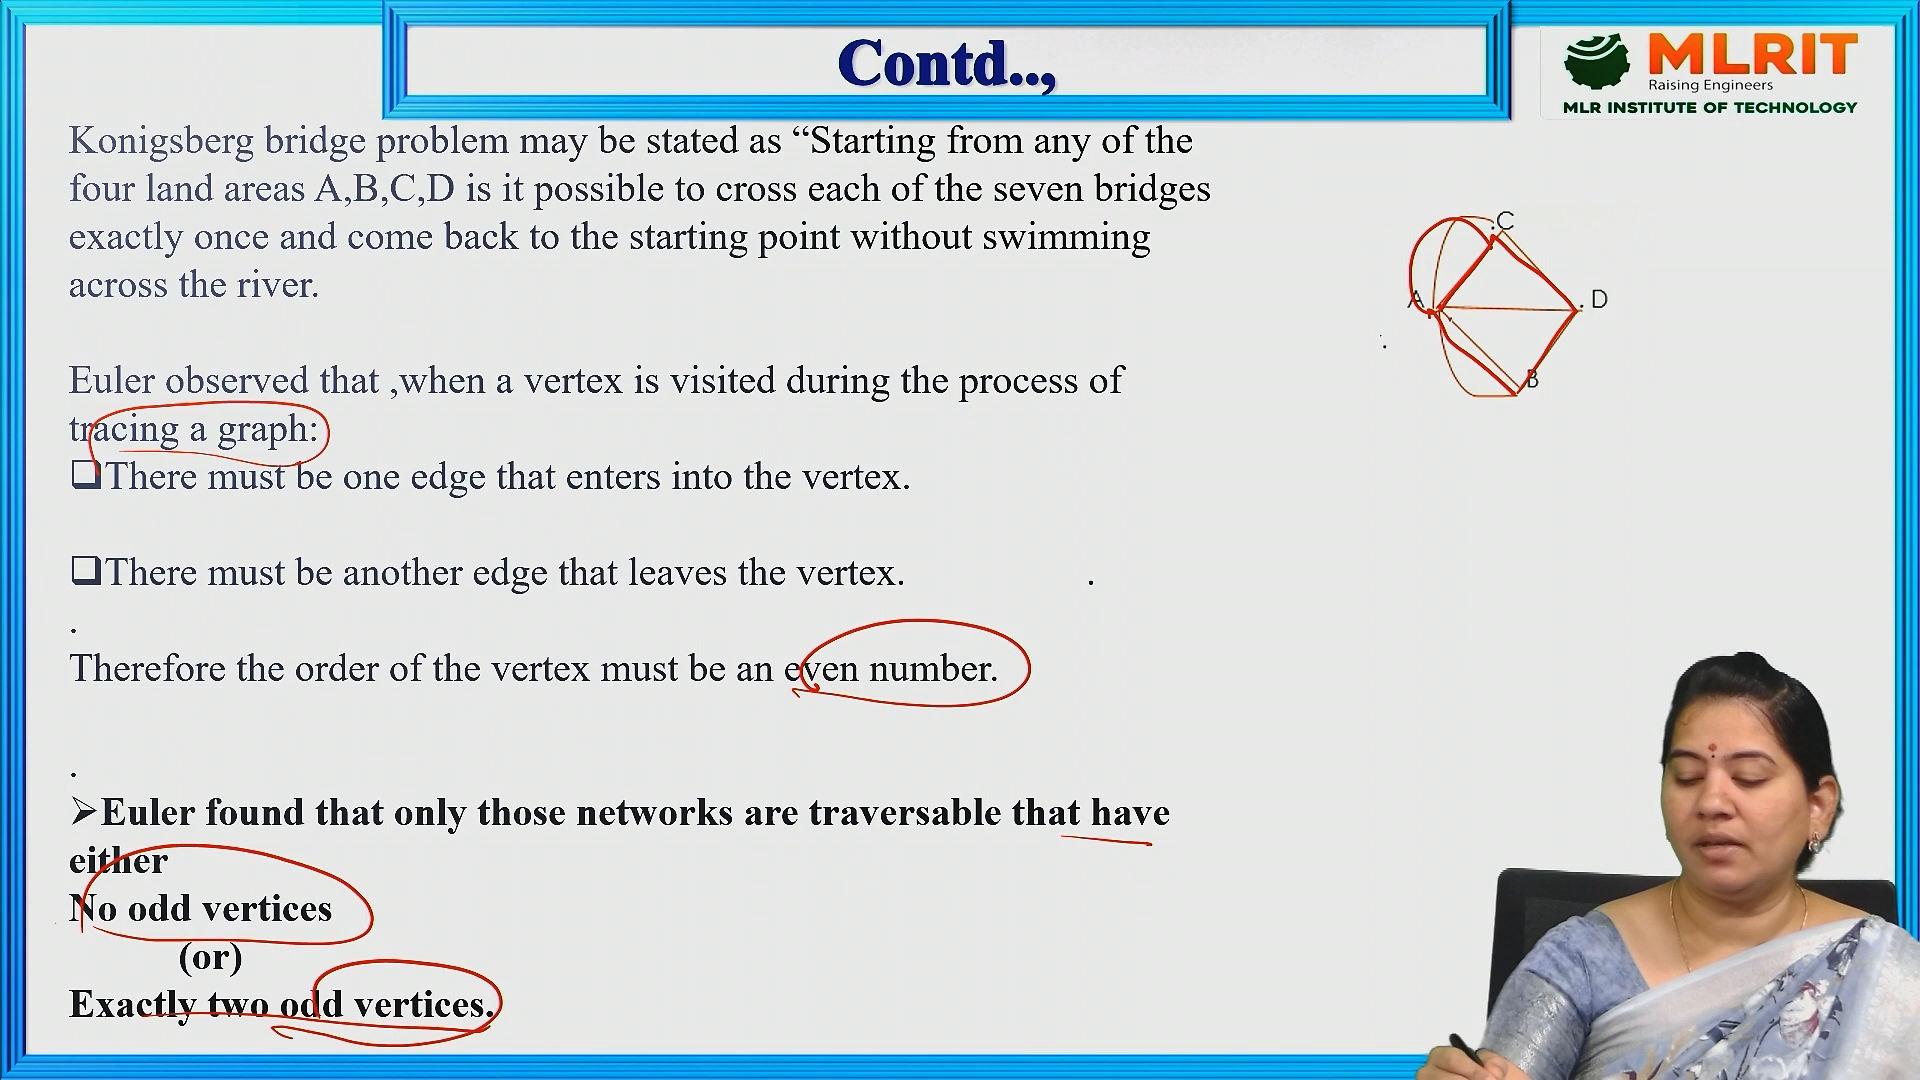 Contd..,
MLRIT
Raising Engineers
MLR INSTITUTE OF TECHNOLOGY
Konigsberg bridge problem may be stated as “Starting from any of the
four land areas A,B,C,D is it possible to cross each of the seven bridges
exactly once and come back to the starting point without swimming
across the river.
Euler observed that ,when a vertex is visited during the process of
tracing a graph:
❑There must be one edge that enters into the vertex.
❑There must be another edge that leaves the vertex. .
.
Therefore the order of the vertex must be an even number.
.
➢Euler found that only those networks are traversable that have
either
No odd vertices
(or)
Exactly two odd vertices.
.C
A
. D
B